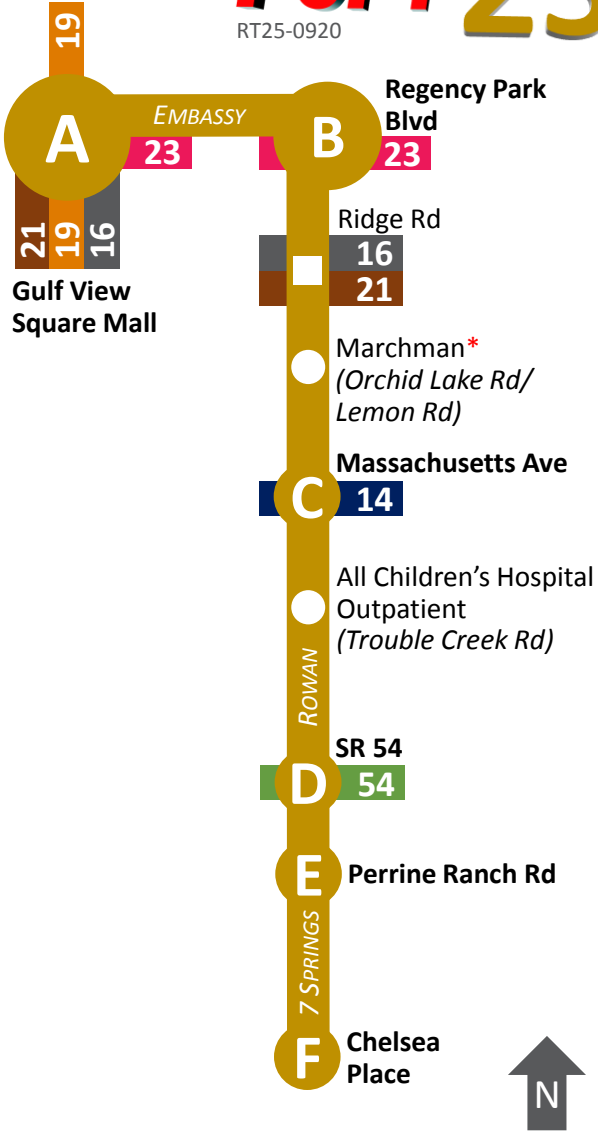 RT25-0920
19
A
EMBASSY
23
B
Regency Park
Blvd
23
21
19
16
Gulf View
Square Mall
Ridge Rd
16
21
Marchman*
(Orchid Lake Rd/
Lemon Rd)
Massachusetts Ave
C
14
All Children's Hospital
Outpatient
(Trouble Creek Rd)
ROWAN
SR 54
D
54
E
Perrine Ranch Rd
7 SPRINGS
F
Chelsea
Place
N